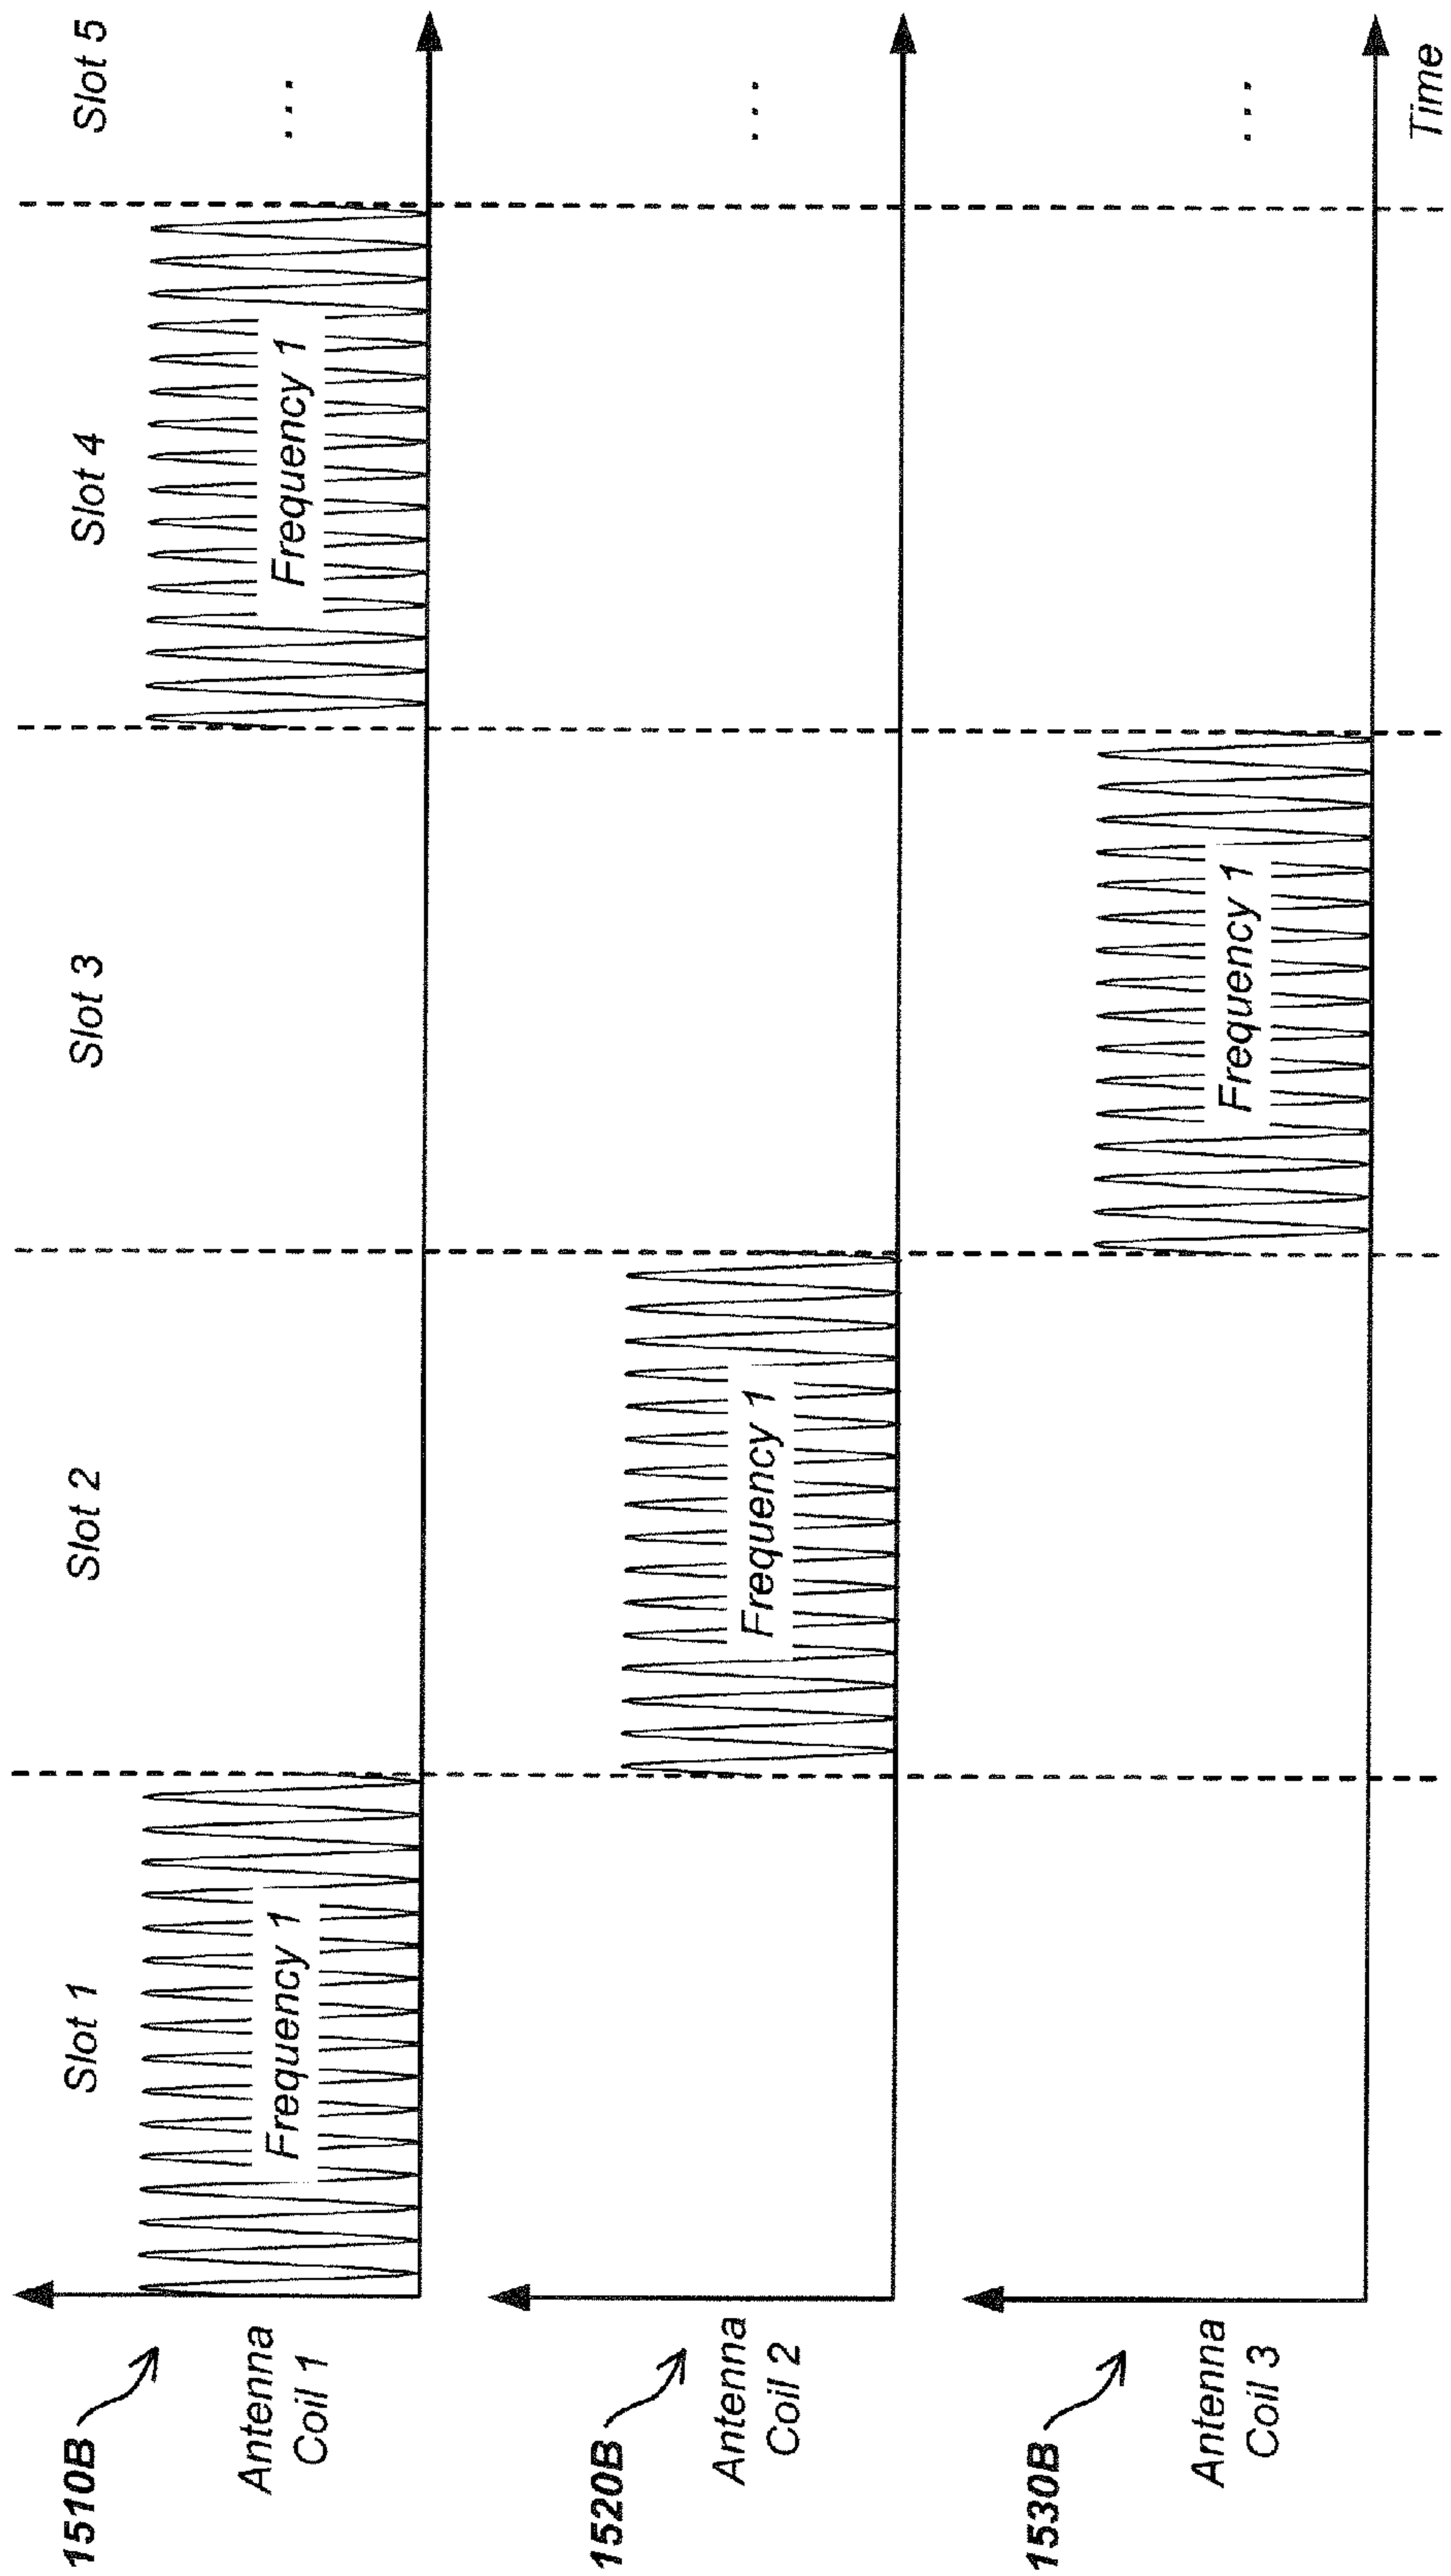 Slot 1
Slot 2
Slot 3
Slot 4
Slot 5
1510B
Antenna
Coil 1
Frequency 1
Frequency 1
...
1520B
Antenna
Coil 2
Frequency 1
...
1530B
Antenna
Coil 3
Frequency 1
...
Time